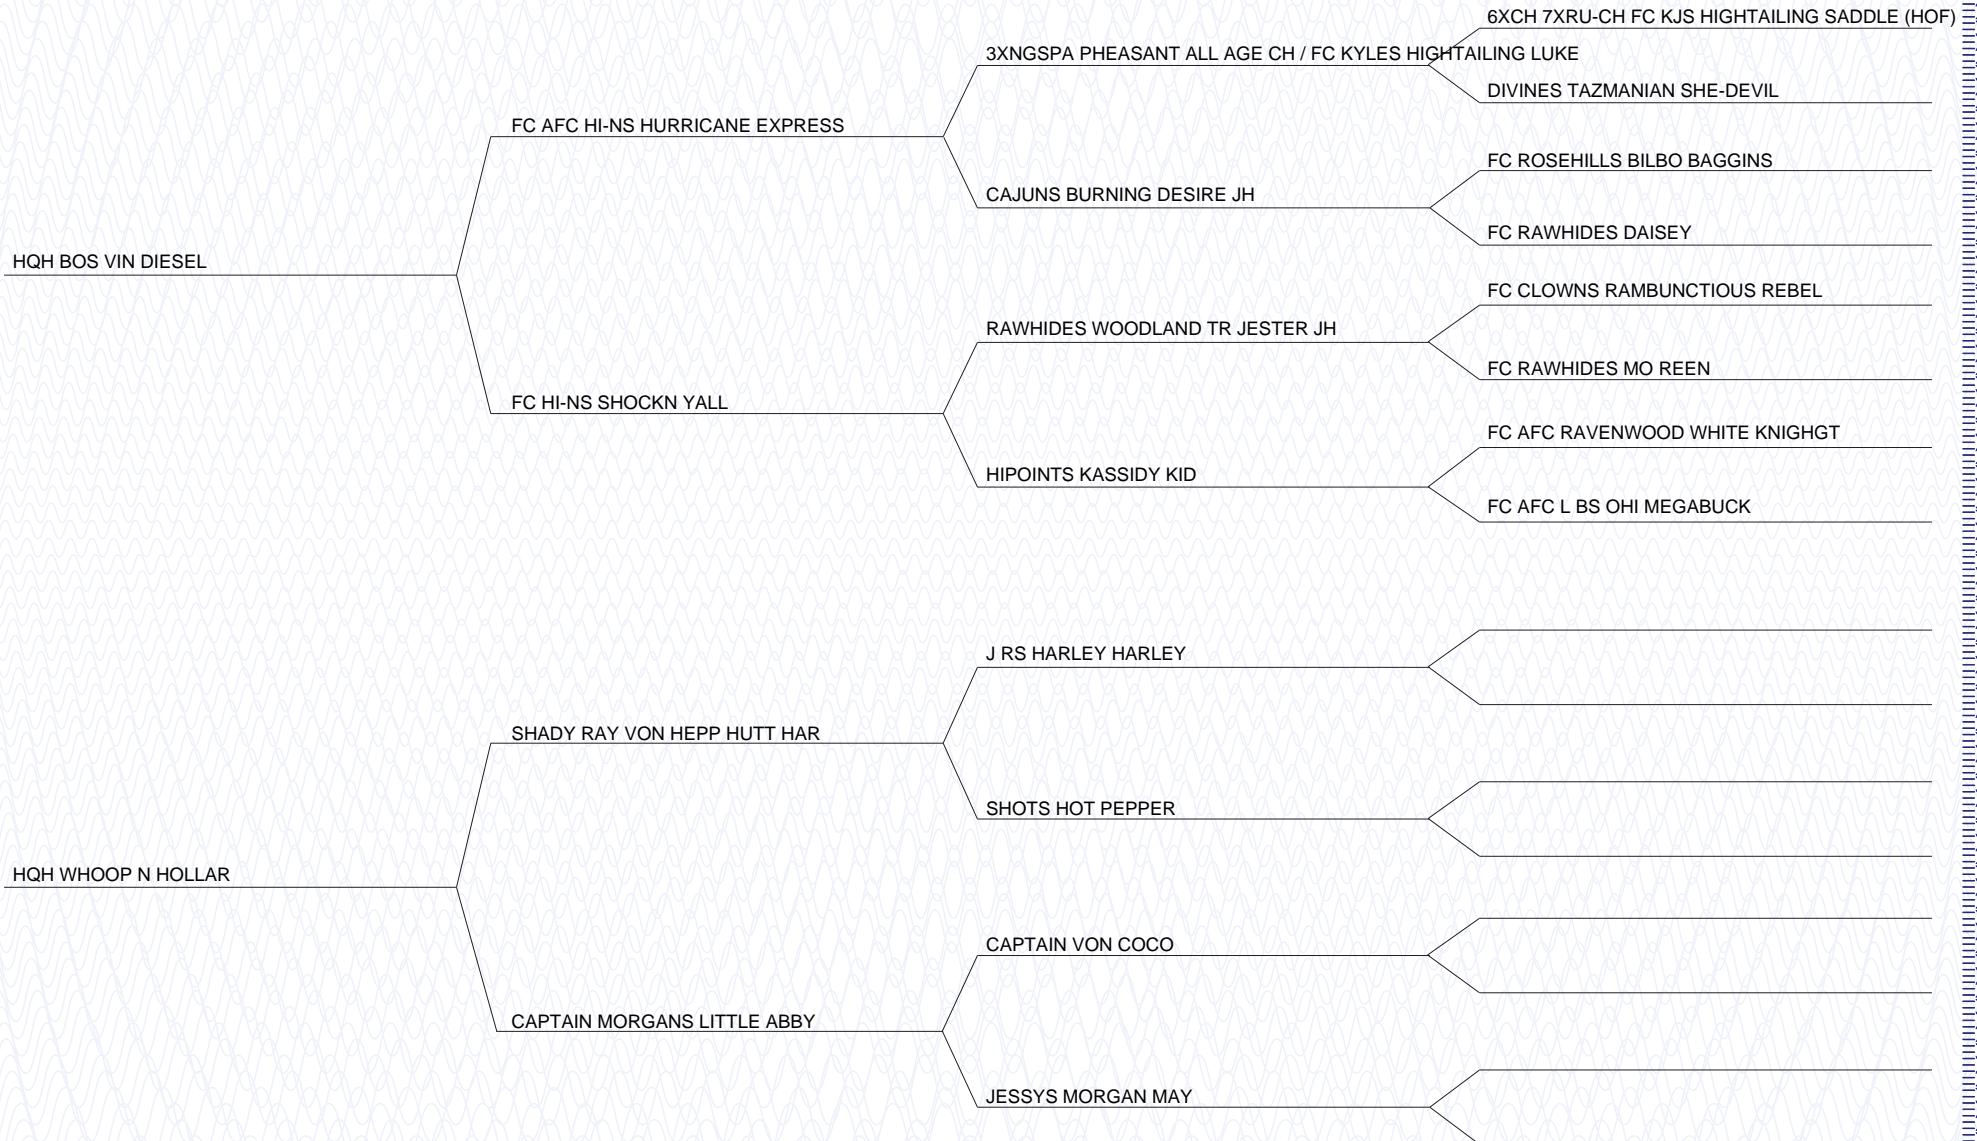 6XCH 7XRU-CH FC KJS HIGHTAILING SADDLE (HOF)
3XNGSPA PHEASANT ALL AGE CH / FC KYLES HIGHTAILING LUKE
DIVINES TAZMANIAN SHE-DEVIL
FC AFC HI-NS HURRICANE EXPRESS
FC ROSEHILLS BILBO BAGGINS
CAJUNS BURNING DESIRE JH
FC RAWHIDES DAISEY
HQH BOS VIN DIESEL
FC CLOWNS RAMBUNCTIOUS REBEL
RAWHIDES WOODLAND TR JESTER JH
FC RAWHIDES MO REEN
FC HI-NS SHOCKN YALL
FC AFC RAVENWOOD WHITE KNIGHGT
HIPOINTS KASSIDY KID
FC AFC L BS OHI MEGABUCK
J RS HARLEY HARLEY
SHADY RAY VON HEPP HUTT HAR
SHOTS HOT PEPPER
HQH WHOOP N HOLLAR
CAPTAIN VON COCO
CAPTAIN MORGANS LITTLE ABBY
JESSYS MORGAN MAY